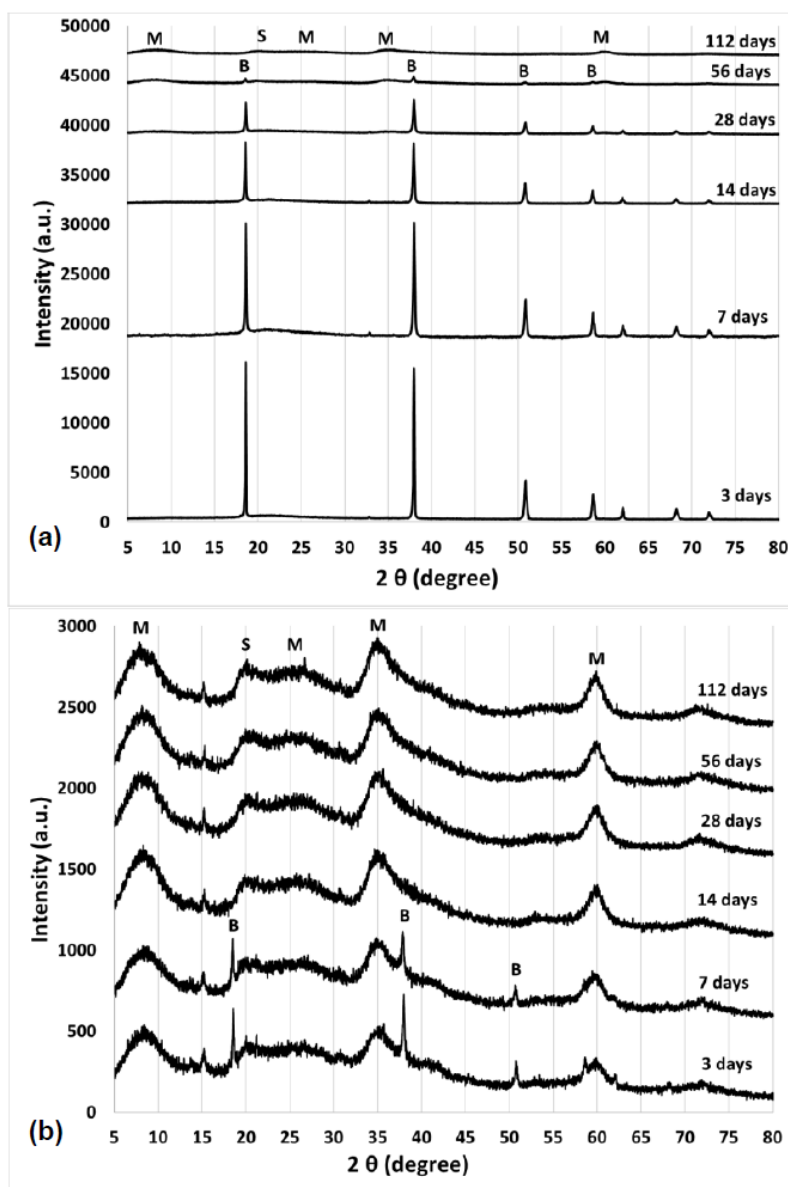 50000
M S M M M 112 days
45000 B B B B 56 days
40000 28 days
35000 14 days
30000
25000
20000 7 days
15000
10000
5000 3 days
0
Intensity (a.u.)
5 10 15 20 25 30 35 40 45 50 55 60 65 70 75 80
(a)
2 θ (degree)
3000
M S M M M
112 days
2500
56 days
2000
28 days
1500
14 days
1000 B B B
7 days
500
3 days
0
Intensity (a.u.)
5 10 15 20 25 30 35 40 45 50 55 60 65 70 75 80
(b)
2 θ (degree)